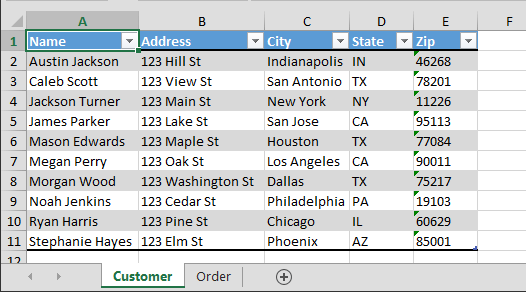 A B C D E F
1 Name Address City State Zip
2 Austin Jackson 123 Hill St Indianapolis IN 46268
3 Caleb Scott 123 View St San Antonio TX 78201
4 Jackson Turner 123 Main St New York NY 11226
5 James Parker 123 Lake St San Jose CA 95113
6 Mason Edwards 123 Maple St Houston TX 77084
7 Megan Perry 123 Oak St Los Angeles CA 90011
8 Morgan Wood 123 Washington St Dallas TX 75217
9 Noah Jenkins 123 Cedar St Philadelphia PA 19103
10 Ryan Harris 123 Pine St Chicago IL 60629
11 Stephanie Hayes 123 Elm St Phoenix AZ 85001
12
Customer Order